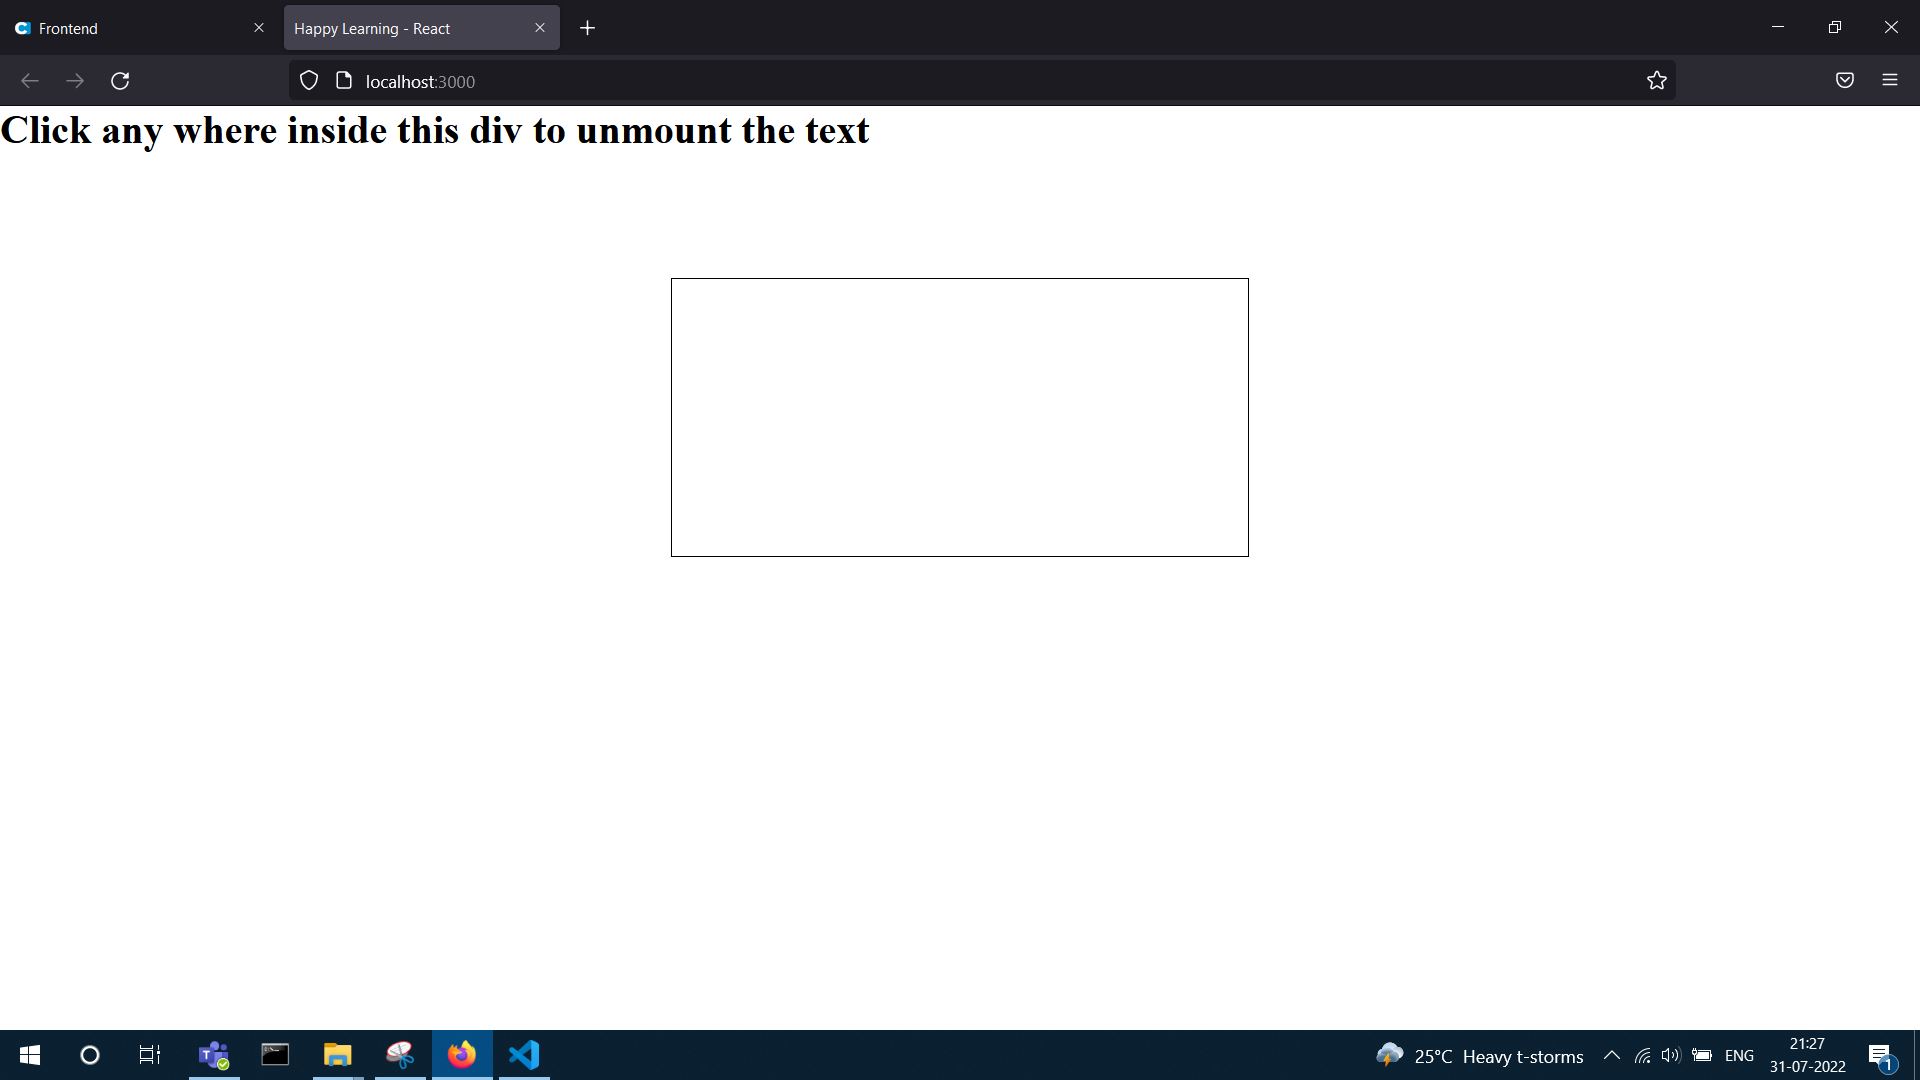 Frontend
Happy Learning - React
localhost:3000
Click any where inside this div to unmount the text
25°C Heavy t-storms
ENG
21:27
31-07-2022
1